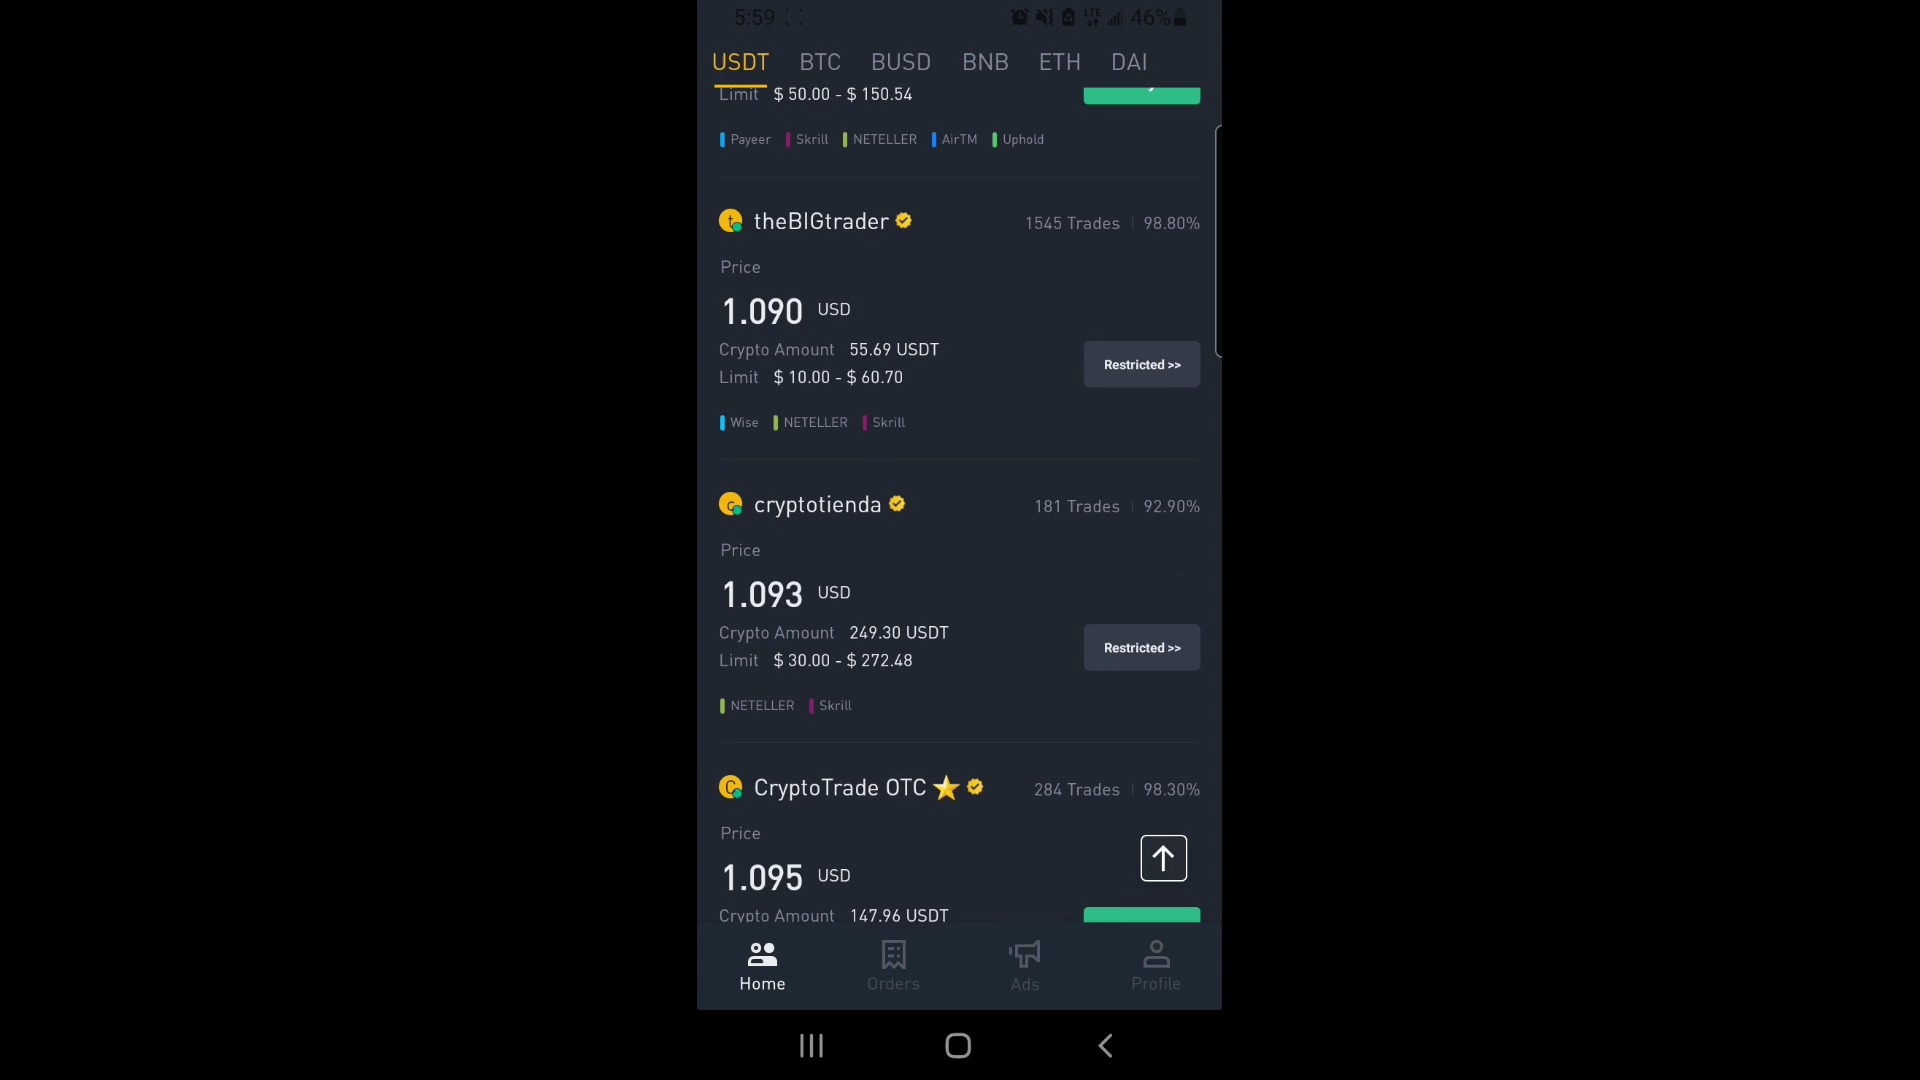 5:59 LTE 46%
USDT BTC BUSD BNB ETH DAI
Limit $ 50.00 - $ 150.54
Payeer Skrill NETELLER AirTM Uphold
t theBIGtrader 1545 Trades 98.80%
Price
1.090 USD
Crypto Amount 55.69 USDT
Limit $ 10.00 - $ 60.70
Restricted >>
Wise NETELLER Skrill
c cryptotienda 181 Trades 92.90%
Price
1.093 USD
Crypto Amount 249.30 USDT
Limit $ 30.00 - $ 272.48
Restricted >>
NETELLER Skrill
C CryptoTrade OTC 284 Trades 98.30%
Price
1.095 USD
Crypto Amount 147.96 USDT
Home Orders Ads Profile